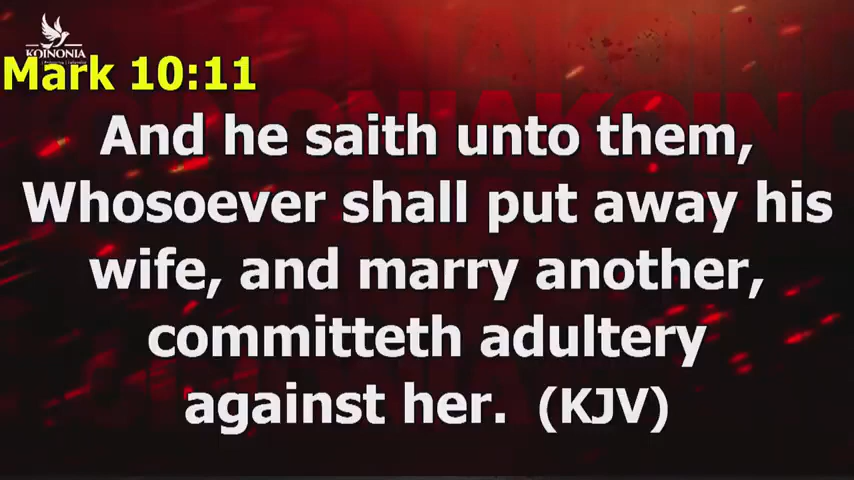 KOINONIA
Mark 10:11
And he saith unto them,
Whosoever shall put away his
wife, and marry another,
committeth adultery
against her. (KJV)